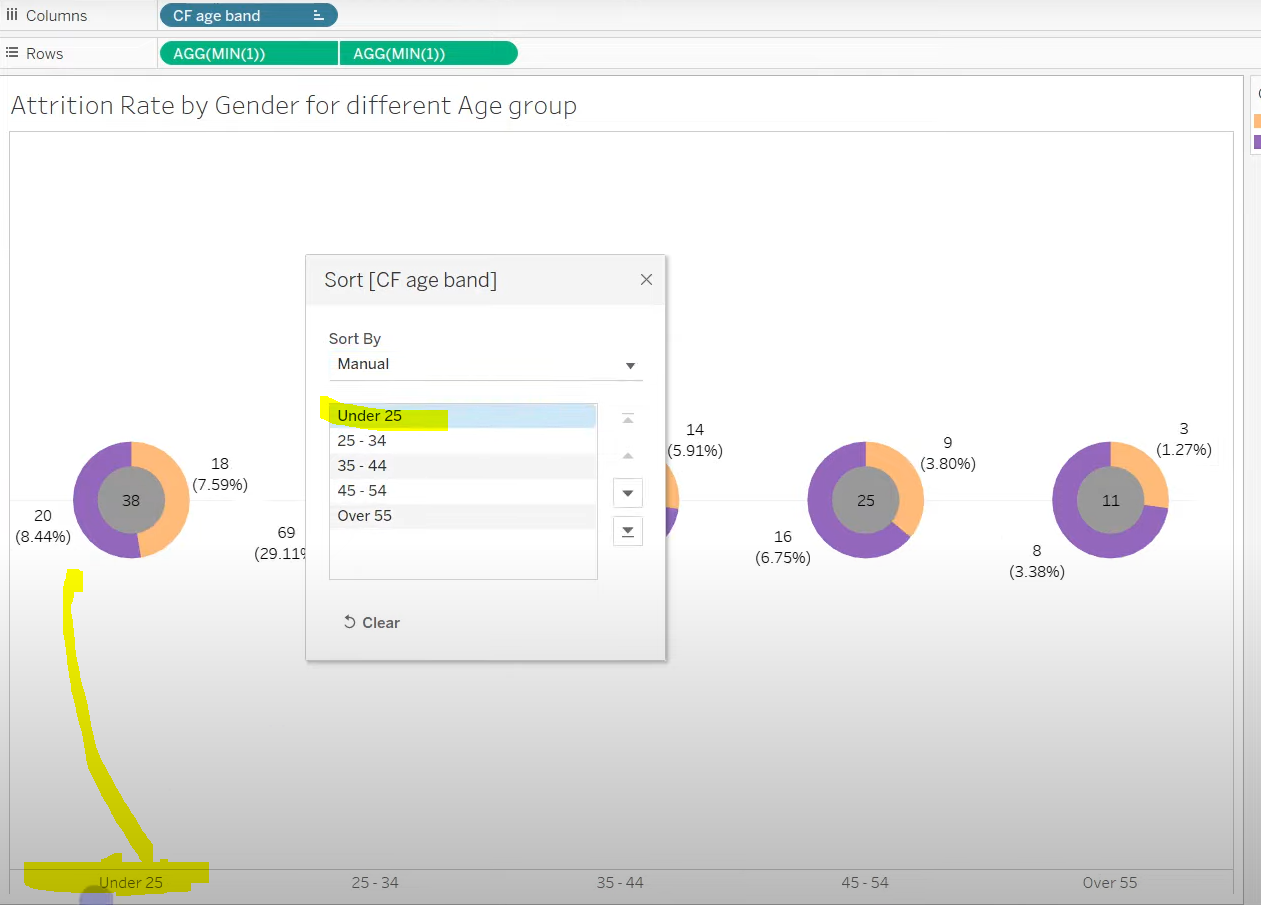 Columns
CF age band
Rows
AGG(MIN(1))
AGG(MIN(1))
Attrition Rate by Gender for different Age group
Sort [CF age band]
Sort By
Manual
Under 25
25 - 34
35 - 44
45 - 54
Over 55
Clear
18
(7.59%)
38
20
(8.44%)
69
(29.11%
14
(5.91%)
9
(3.80%)
25
16
(6.75%)
3
(1.27%)
11
8
(3.38%)
Under 25
25 - 34
35 - 44
45 - 54
Over 55